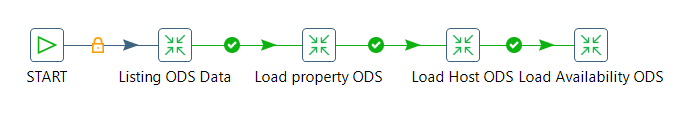 START
Listing ODS Data
Load property ODS
Load Host ODS
Load Availability ODS